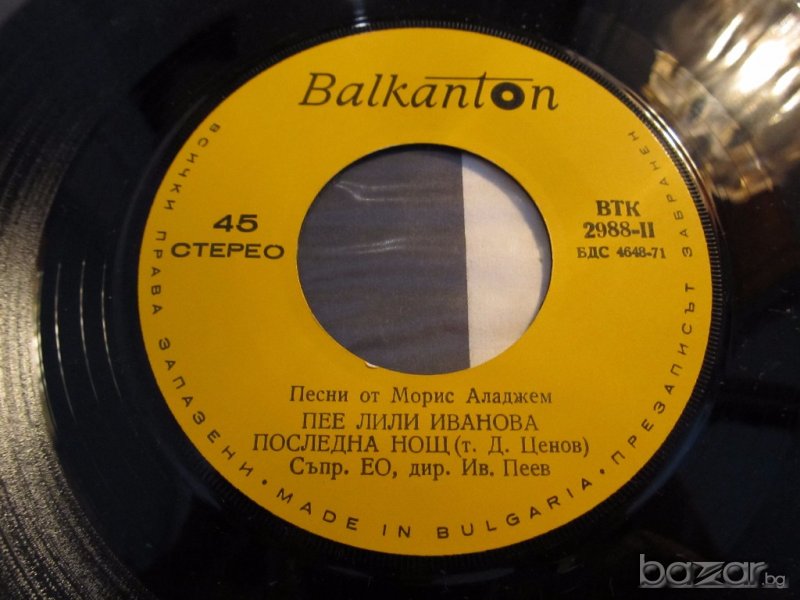 Balkanton
45
СТЕРЕО
ВТК
2988-II
БДС 4648-71
Песни от Морис Аладжем
ПЕЕ ЛИЛИ ИВАНОВА
ПОСЛЕДНА НОЩ (т. Д. Ценов)
Съпр. ЕО, дир. Ив. Пеев
ВСИЧКИ ПРАВА ЗАПАЗЕНИ • MADE IN BULGARIA • ПРЕЗАПИСЪТ ЗАБРАНЕН
bazar.bg